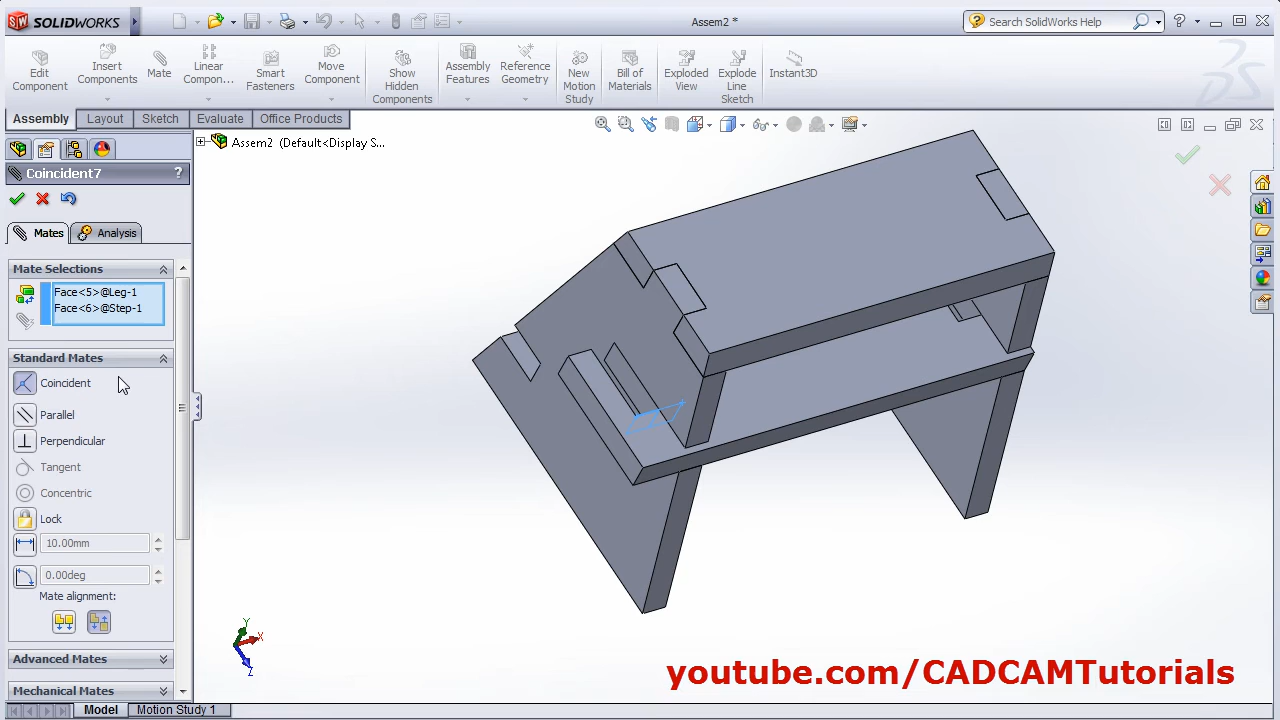 SOLIDWORKS
Assem2 *
Search SolidWorks Help
Edit Component
Insert Components
Mate
Linear Compon...
Smart Fasteners
Move Component
Show Hidden Components
Assembly Features
Reference Geometry
New Motion Study
Bill of Materials
Exploded View
Explode Line Sketch
Instant3D
Assembly
Layout
Sketch
Evaluate
Office Products
Assem2 (Default<Display S...
Coincident7
?
Mates
Analysis
Mate Selections
Face<5>@Leg-1
Face<6>@Step-1
Standard Mates
Coincident
Parallel
Perpendicular
Tangent
Concentric
Lock
10.00mm
0.00deg
Mate alignment:
Advanced Mates
Mechanical Mates
Y
X
Z
youtube.com/CADCAMTutorials
Model
Motion Study 1